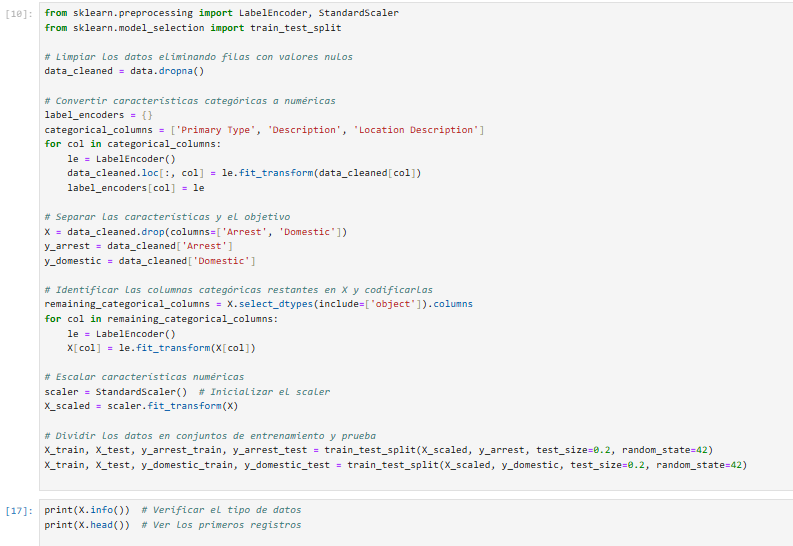 [10]: from sklearn.preprocessing import LabelEncoder, StandardScaler
from sklearn.model_selection import train_test_split

# Limpiar los datos eliminando filas con valores nulos
data_cleaned = data.dropna()

# Convertir características categóricas a numéricas
label_encoders = {}
categorical_columns = ['Primary Type', 'Description', 'Location Description']
for col in categorical_columns:
    le = LabelEncoder()
    data_cleaned.loc[:, col] = le.fit_transform(data_cleaned[col])
    label_encoders[col] = le

# Separar las características y el objetivo
X = data_cleaned.drop(columns=['Arrest', 'Domestic'])
y_arrest = data_cleaned['Arrest']
y_domestic = data_cleaned['Domestic']

# Identificar las columnas categóricas restantes en X y codificarlas
remaining_categorical_columns = X.select_dtypes(include=['object']).columns
for col in remaining_categorical_columns:
    le = LabelEncoder()
    X[col] = le.fit_transform(X[col])

# Escalar características numéricas
scaler = StandardScaler()  # Inicializar el scaler
X_scaled = scaler.fit_transform(X)

# Dividir los datos en conjuntos de entrenamiento y prueba
X_train, X_test, y_arrest_train, y_arrest_test = train_test_split(X_scaled, y_arrest, test_size=0.2, random_state=42)
X_train, X_test, y_domestic_train, y_domestic_test = train_test_split(X_scaled, y_domestic, test_size=0.2, random_state=42)

[17]: print(X.info())  # Verificar el tipo de datos
print(X.head())  # Ver los primeros registros